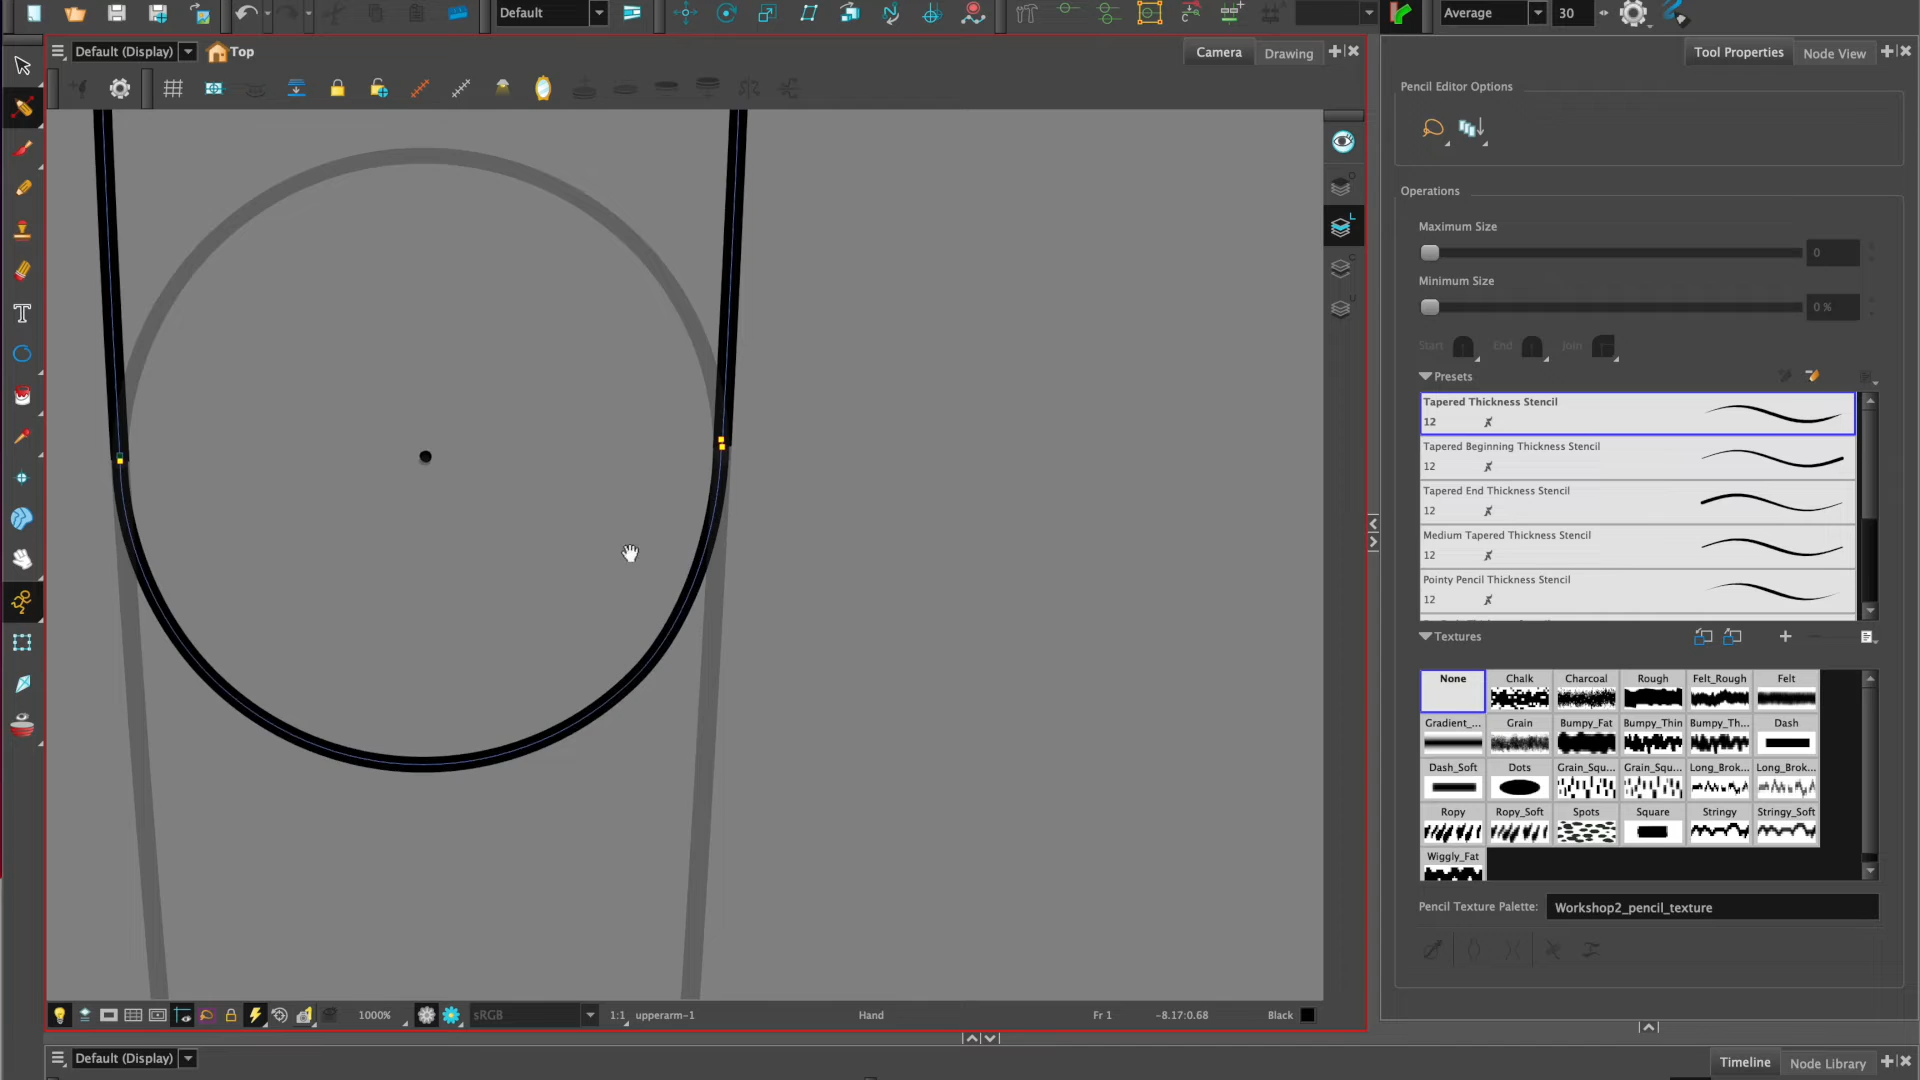 Default
Average
30
Default (Display)
Top
Camera
Drawing
Tool Properties
Node View
Pencil Editor Options
Operations
Maximum Size
0
Minimum Size
0 %
Start
End
Join
Presets
Tapered Thickness Stencil
12
Tapered Beginning Thickness Stencil
12
Tapered End Thickness Stencil
12
Medium Tapered Thickness Stencil
12
Pointy Pencil Thickness Stencil
12
Textures
None Chalk Charcoal Rough Felt_Rough Felt
Gradient_... Grain Bumpy_Fat Bumpy_Thin Bumpy_Th... Dash
Dash_Soft Dots Grain_Squ... Grain_Squ... Long_Brok... Long_Brok...
Ropy Ropy_Soft Spots Square Stringy Stringy_Soft
Wiggly_Fat
Pencil Texture Palette: Workshop2_pencil_texture
1000%
sRGB
1:1 upperarm-1
Hand
Fr 1
-8.17:0.68
Black
Default (Display)
Timeline
Node Library